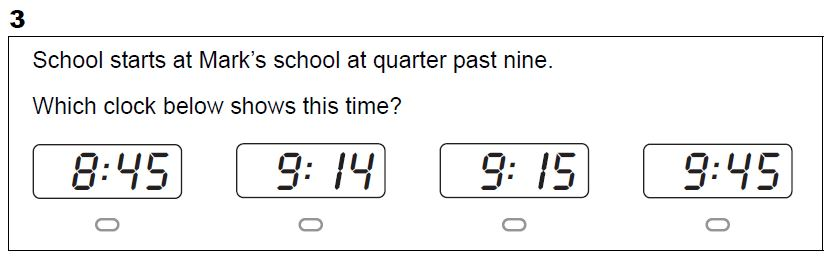 3
School starts at Mark's school at quarter past nine.
Which clock below shows this time?
8:45 9:14 9:15 9:45